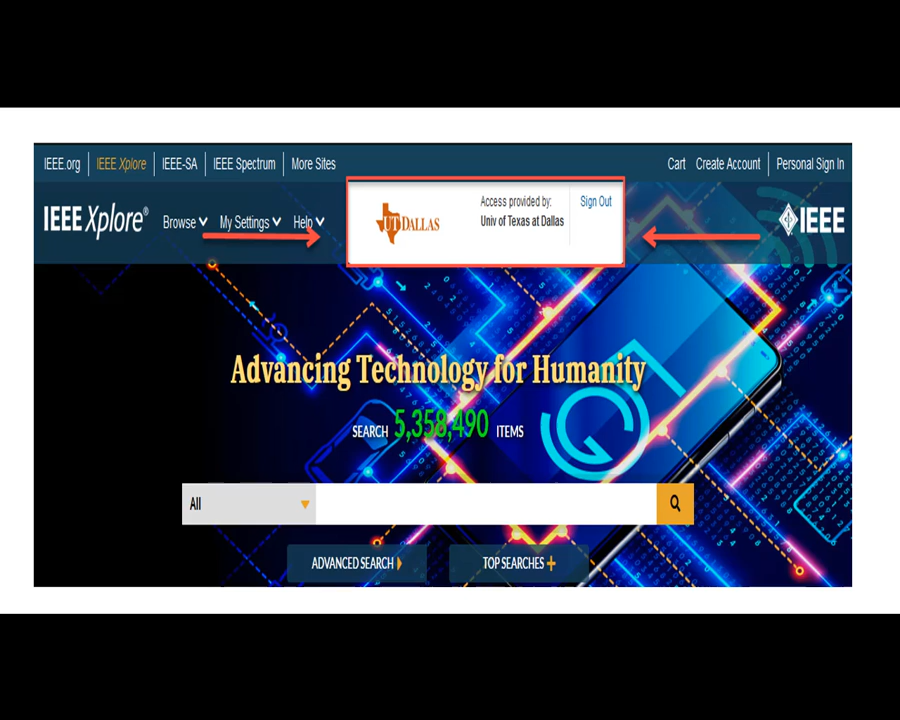 IEEE.org IEEE Xplore IEEE-SA IEEE Spectrum More Sites Cart Create Account Personal Sign In
IEEE Xplore® Browse My Settings Help
UT DALLAS
Access provided by:
Univ of Texas at Dallas
Sign Out
IEEE
Advancing Technology for Humanity
SEARCH 5,358,490 ITEMS
All
ADVANCED SEARCH TOP SEARCHES